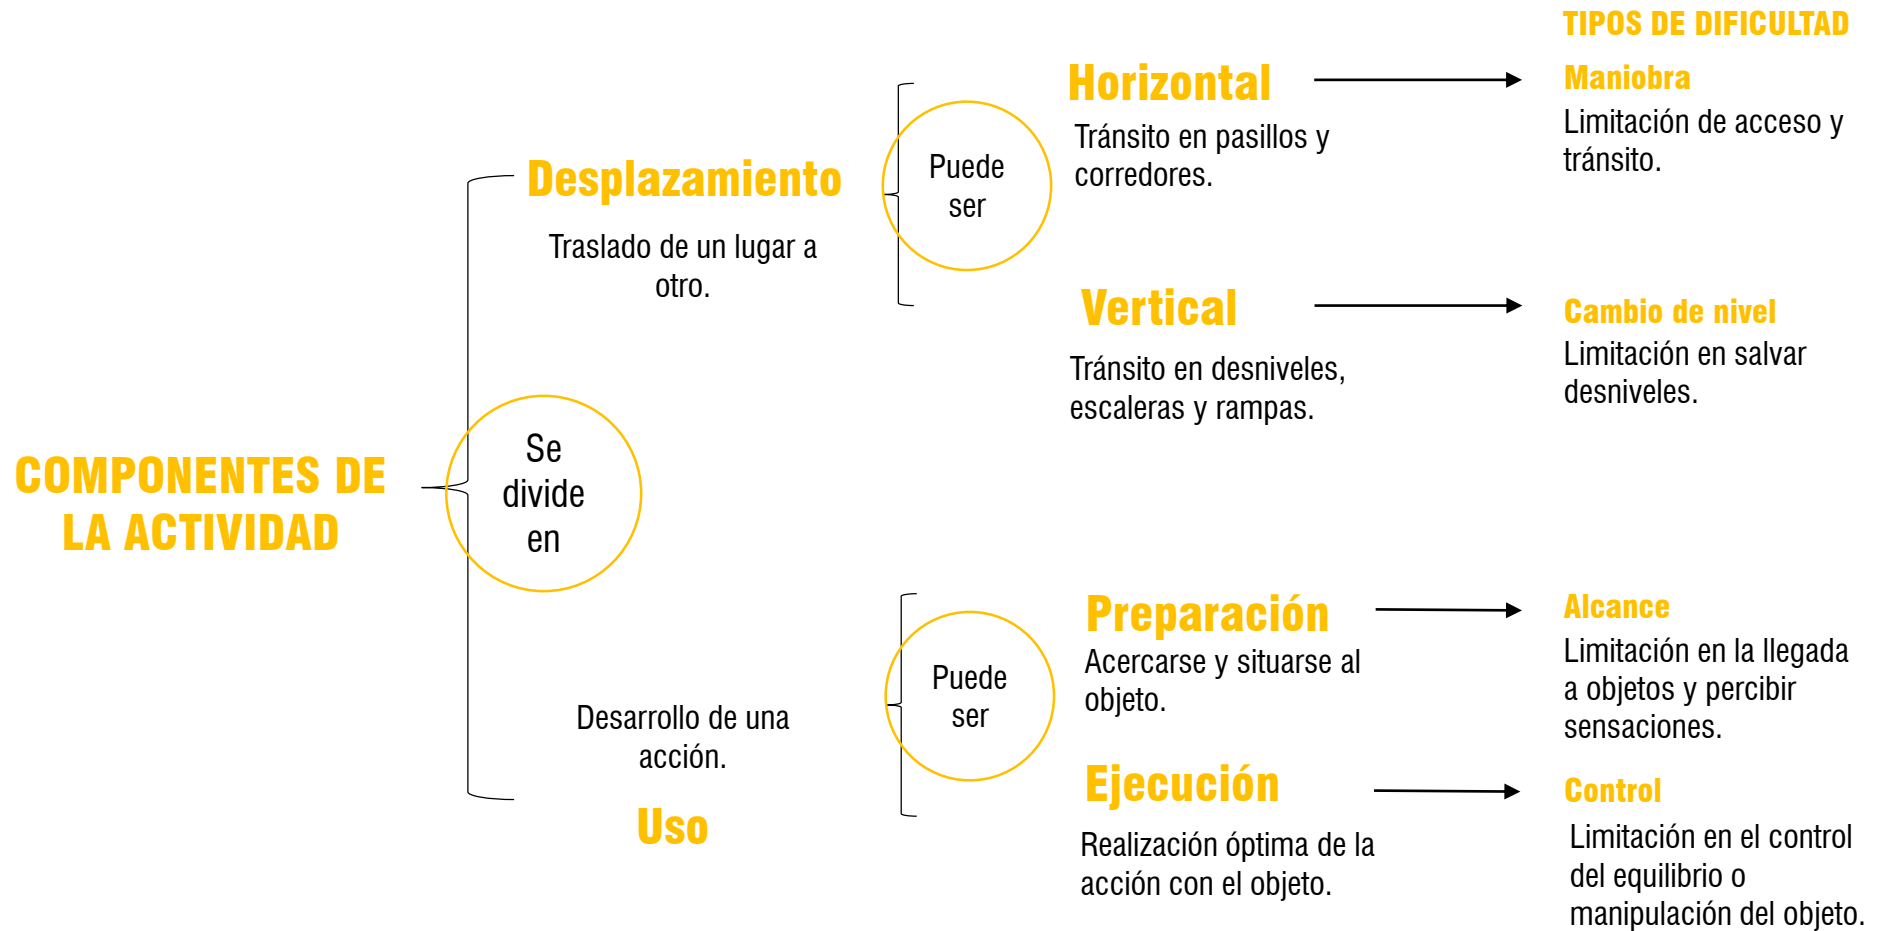 COMPONENTES DE
LA ACTIVIDAD
Se
divide
en
Desplazamiento
Traslado de un lugar a
otro.
Puede
ser
Horizontal
Tránsito en pasillos y
corredores.
Vertical
Tránsito en desniveles,
escaleras y rampas.
TIPOS DE DIFICULTAD
Maniobra
Limitación de acceso y
tránsito.
Cambio de nivel
Limitación en salvar
desniveles.
Desarrollo de una
acción.
Uso
Puede
ser
Preparación
Acercarse y situarse al
objeto.
Ejecución
Realización óptima de la
acción con el objeto.
Alcance
Limitación en la llegada
a objetos y percibir
sensaciones.
Control
Limitación en el control
del equilibrio o
manipulación del objeto.